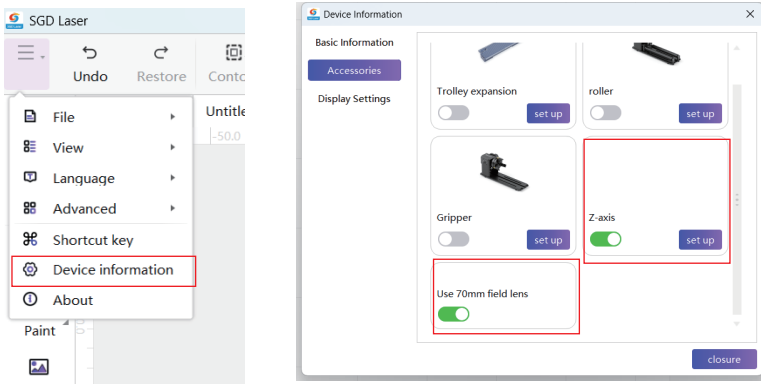 SGD Laser
Undo
Restore
Conto
File
View
Language
Advanced
Shortcut key
Device information
About
Untitle
-50.0
Paint
Device Information
Basic Information
Accessories
Display Settings
Trolley expansion
set up
roller
set up
Gripper
set up
Z-axis
set up
Use 70mm field lens
closure